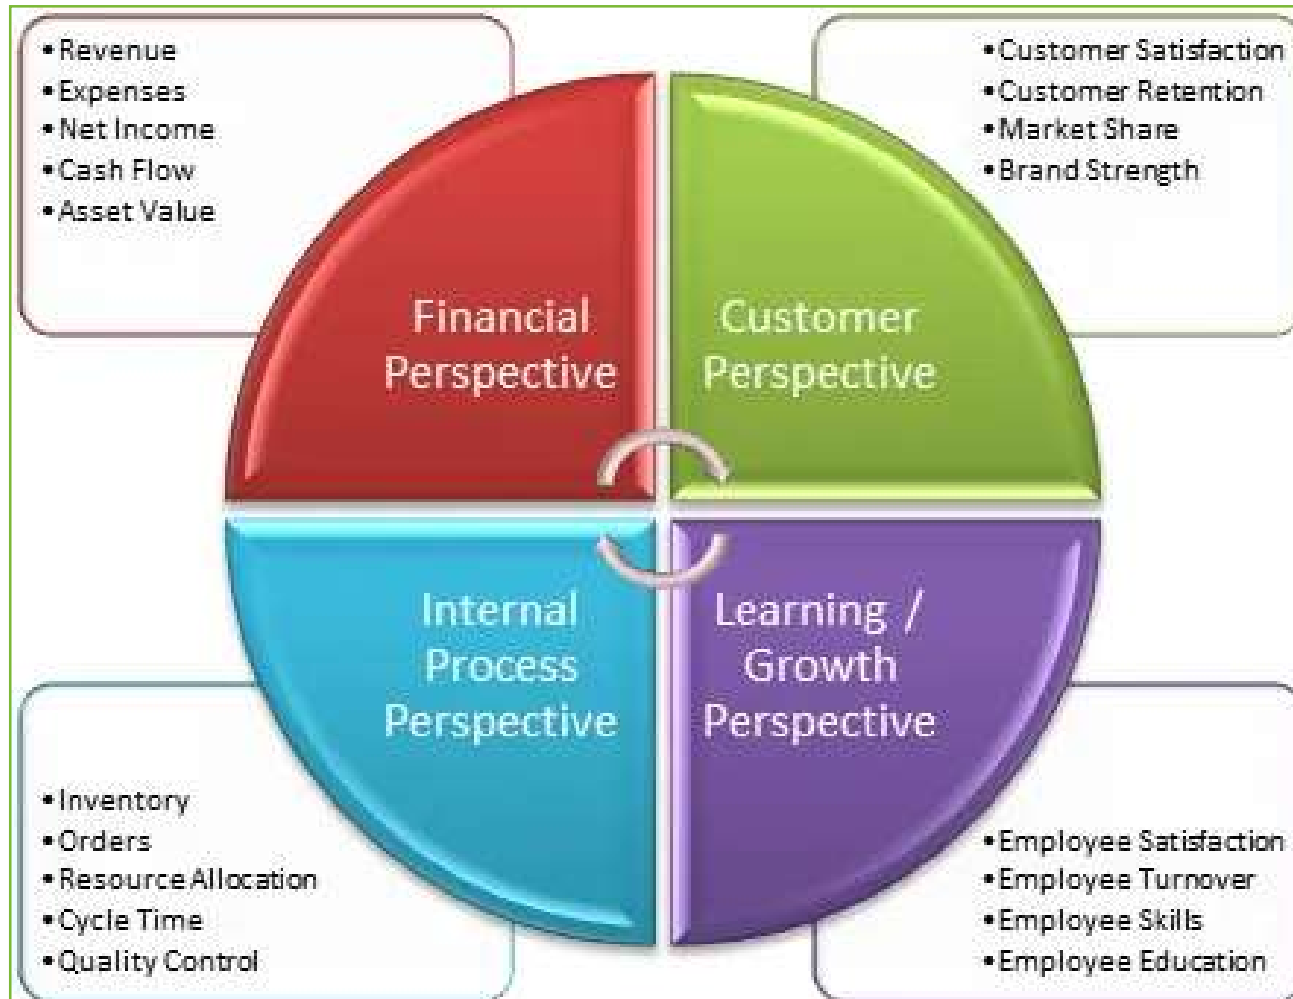 •Revenue
•Expenses
•Net Income
•Cash Flow
•Asset Value
•Customer Satisfaction
•Customer Retention
•Market Share
•Brand Strength
Financial
Perspective
Customer
Perspective
Internal
Process
Perspective
Learning /
Growth
Perspective
•Inventory
•Orders
•Resource Allocation
•Cycle Time
•Quality Control
•Employee Satisfaction
•Employee Turnover
•Employee Skills
•Employee Education